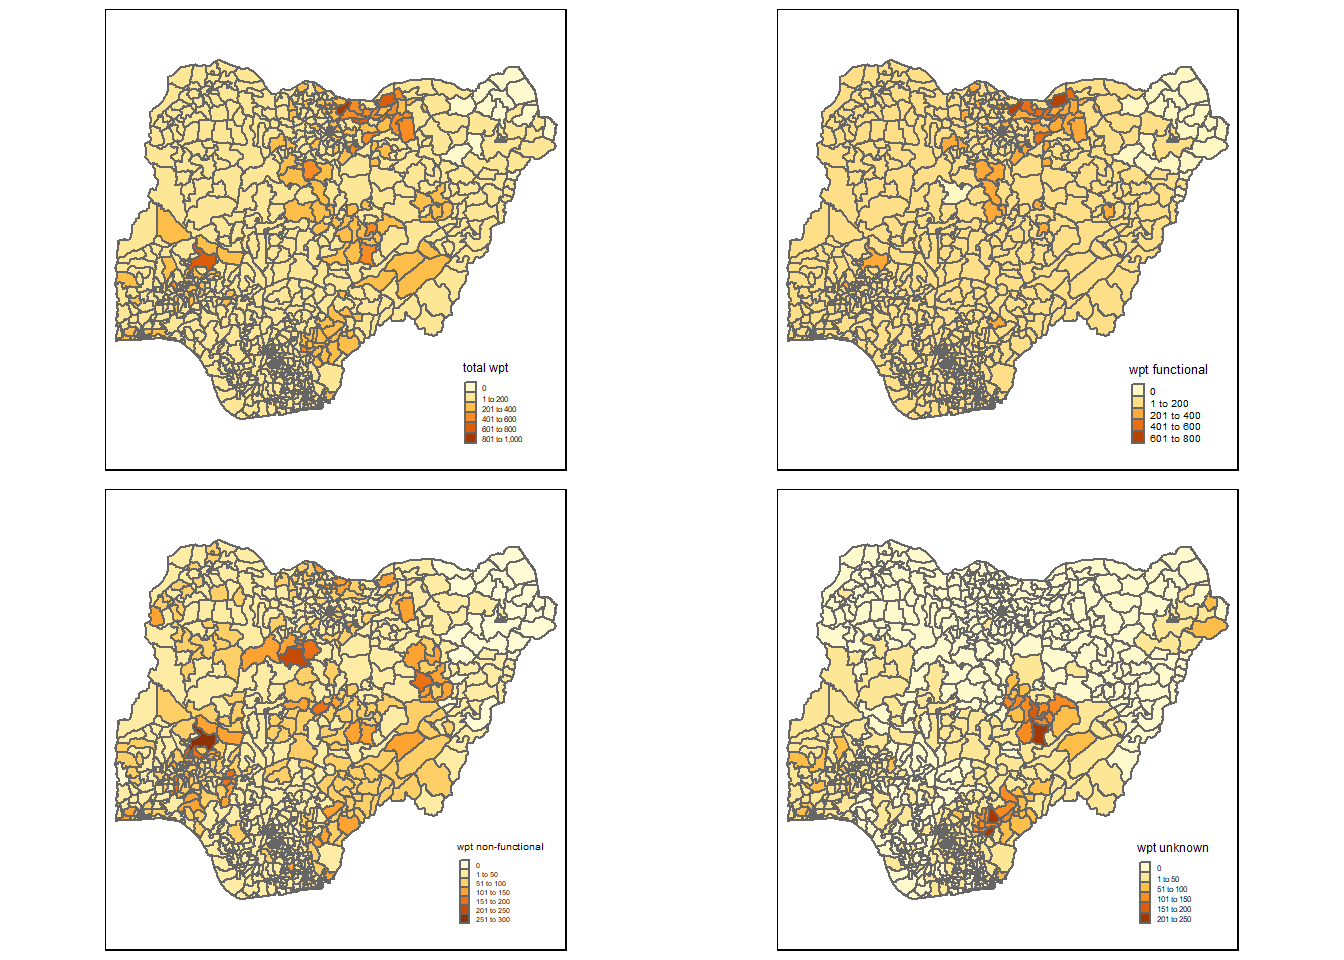 total wpt
0
1 to 200
201 to 400
401 to 600
601 to 800
801 to 1,000
wpt functional
0
1 to 200
201 to 400
401 to 600
601 to 800
wpt non-functional
0
1 to 50
51 to 100
101 to 150
151 to 200
201 to 250
251 to 300
wpt unknown
0
1 to 50
51 to 100
101 to 150
151 to 200
201 to 250